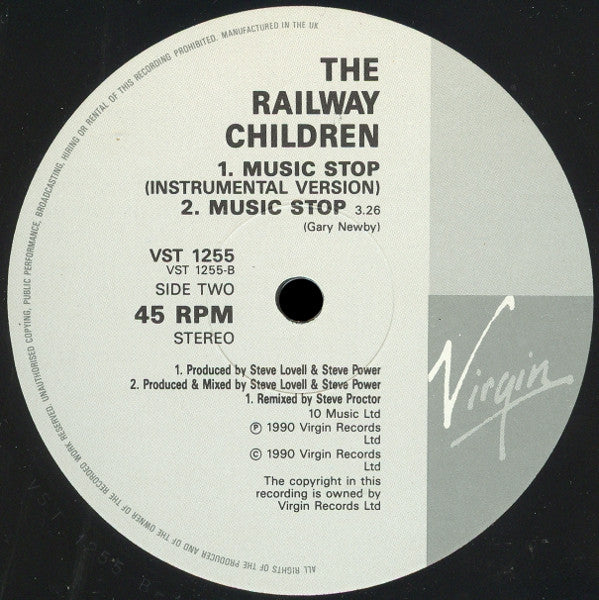 THE
RAILWAY
CHILDREN
1. MUSIC STOP
(INSTRUMENTAL VERSION)
2. MUSIC STOP 3.26
(Gary Newby)
VST 1255
VST 1255-B
SIDE TWO
45 RPM
STEREO
1. Produced by Steve Lovell & Steve Power
2. Produced & Mixed by Steve Lovell & Steve Power
1. Remixed by Steve Proctor
10 Music Ltd
Ⓟ 1990 Virgin Records
Ltd
© 1990 Virgin Records
Ltd
The copyright in this
recording is owned by
Virgin Records Ltd
Virgin
ALL RIGHTS OF THE PRODUCER AND OF THE OWNER OF THE RECORDED WORK RESERVED. UNAUTHORISED COPYING, PUBLIC PERFORMANCE, BROADCASTING, HIRING OR RENTAL OF THIS RECORDING PROHIBITED. MANUFACTURED IN THE UK